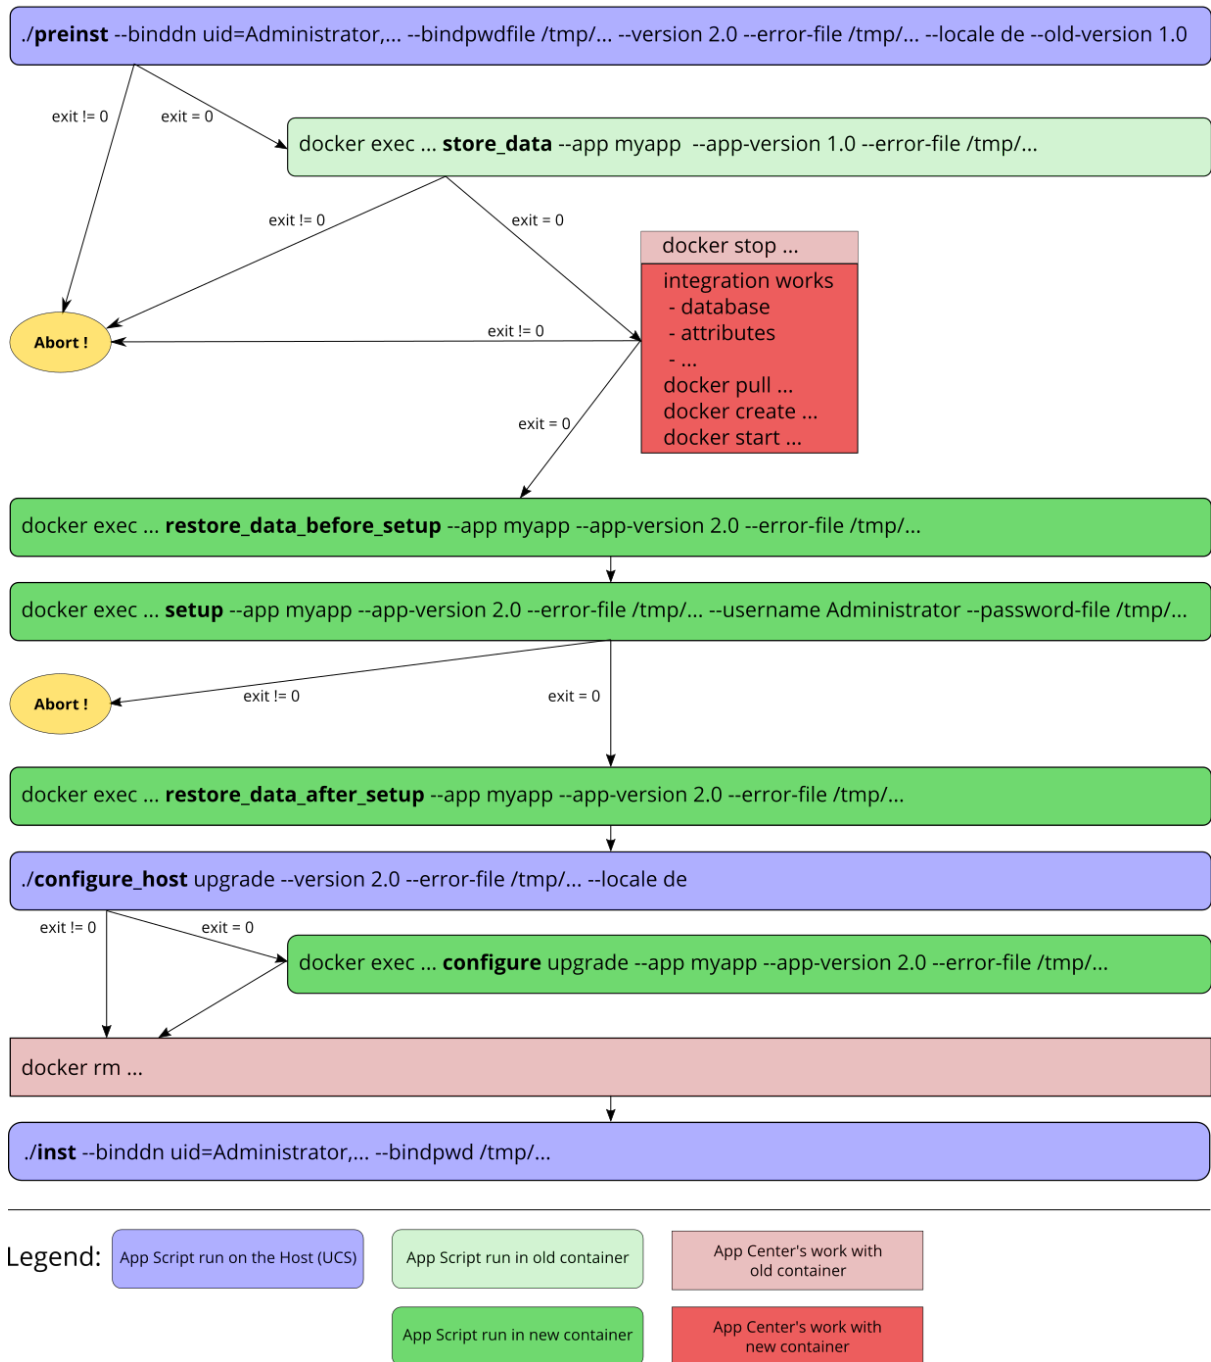 ./preinst --binddn uid=Administrator,... --bindpwdfile /tmp/... --version 2.0 --error-file /tmp/... --locale de --old-version 1.0
exit != 0
exit = 0
docker exec ... store_data --app myapp  --app-version 1.0 --error-file /tmp/...
exit != 0
exit = 0
docker stop ...
integration works
- database
- attributes
- ...
docker pull ...
docker create ...
docker start ...
exit != 0
Abort !
exit = 0
docker exec ... restore_data_before_setup --app myapp --app-version 2.0 --error-file /tmp/...
docker exec ... setup --app myapp --app-version 2.0 --error-file /tmp/... --username Administrator --password-file /tmp/...
exit != 0
exit = 0
Abort !
docker exec ... restore_data_after_setup --app myapp --app-version 2.0 --error-file /tmp/...
./configure_host upgrade --version 2.0 --error-file /tmp/... --locale de
exit != 0
exit = 0
docker exec ... configure upgrade --app myapp --app-version 2.0 --error-file /tmp/...
docker rm ...
./inst --binddn uid=Administrator,... --bindpwd /tmp/...
Legend:
App Script run on the Host (UCS)
App Script run in old container
App Center's work with
old container
App Script run in new container
App Center's work with
new container